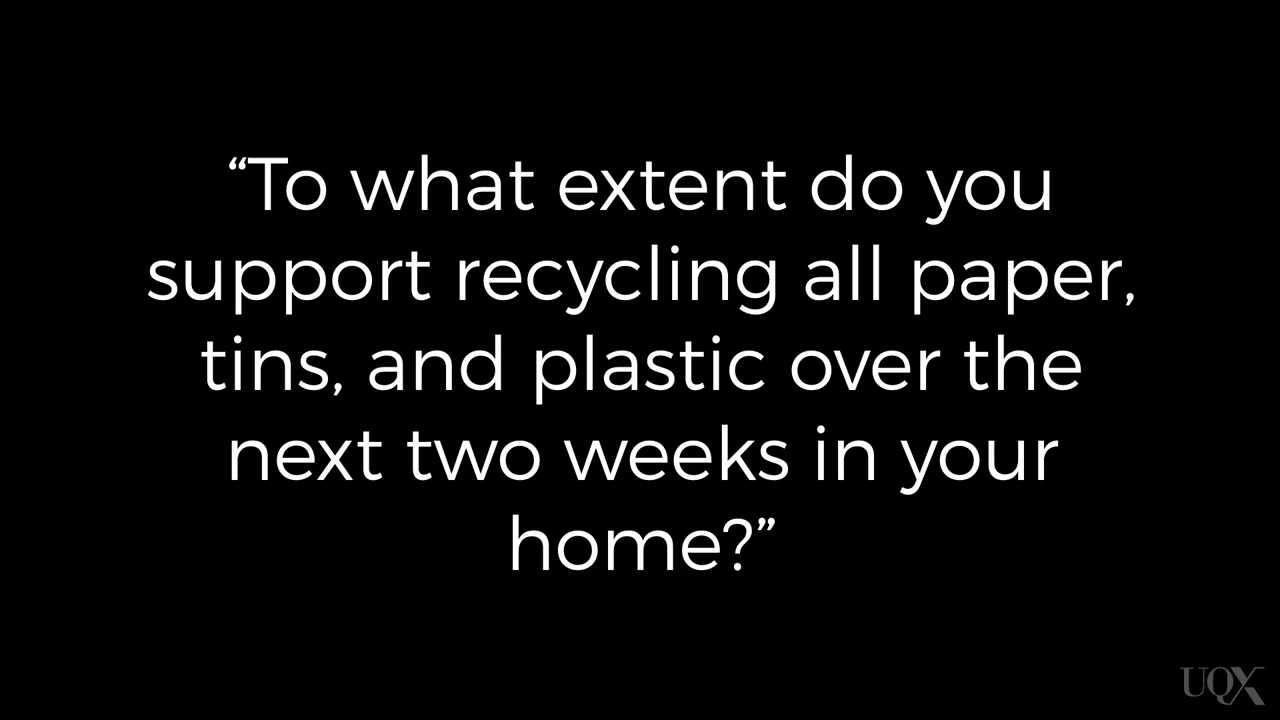 “To what extent do you
support recycling all paper,
tins, and plastic over the
next two weeks in your
home?”
UQX